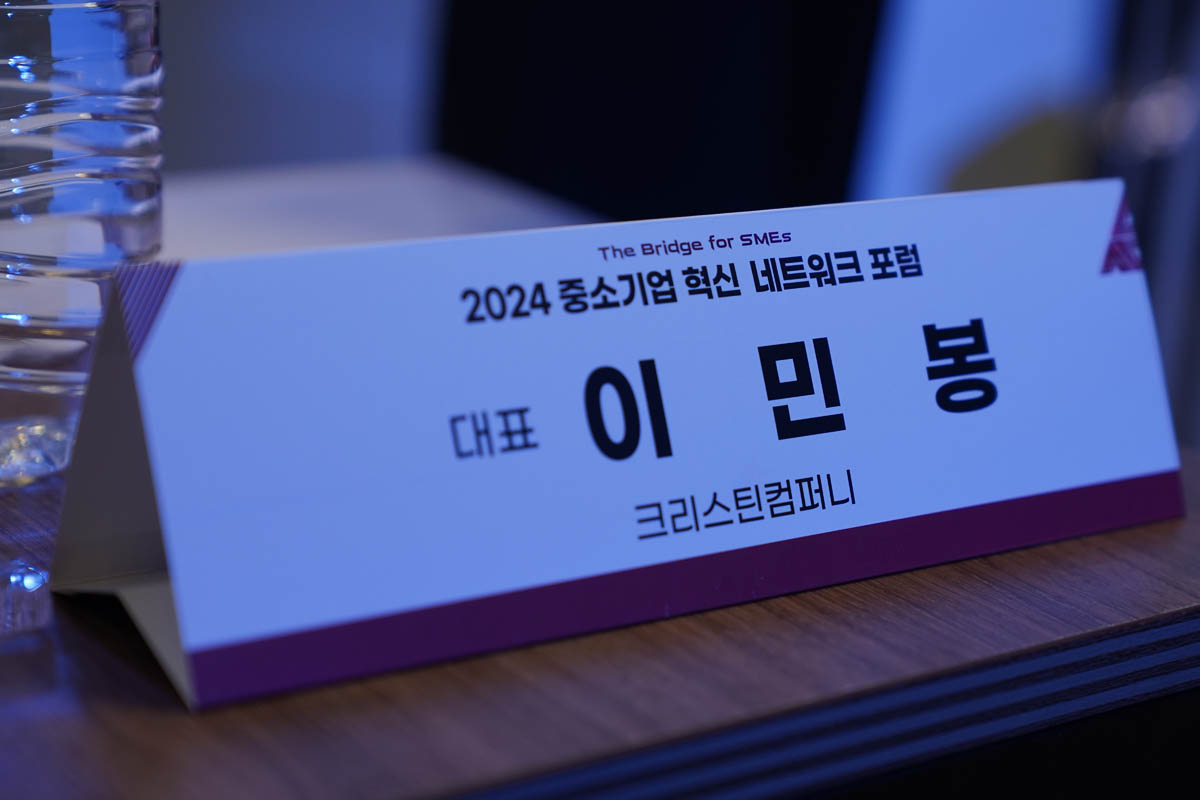 The Bridge for SMEs
2024 중소기업 혁신 네트워크 포럼
대표 이 민 봉
크리스틴컴퍼니